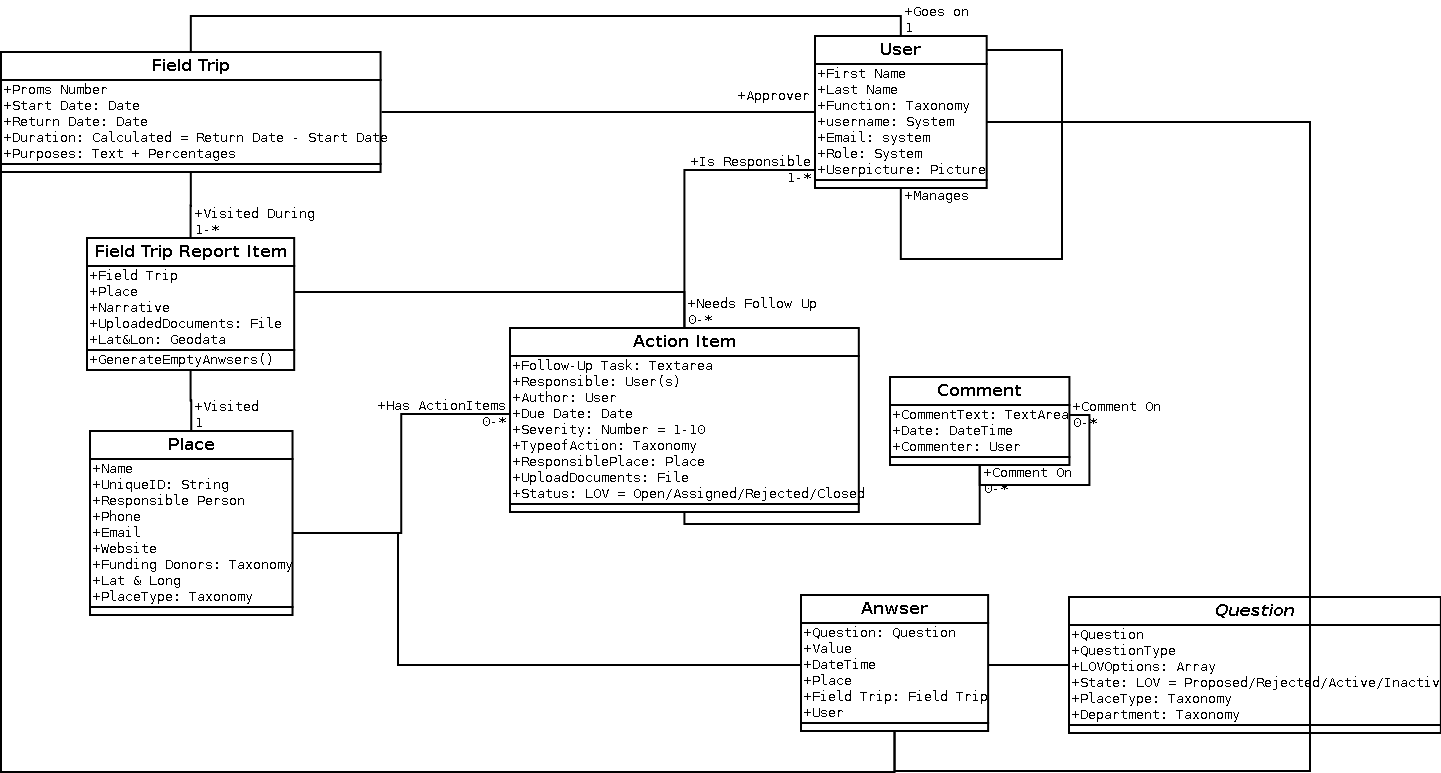 +Goes on
1
Field Trip
+Proms Number
+Start Date: Date
+Return Date: Date
+Duration: Calculated = Return Date - Start Date
+Purposes: Text + Percentages
+Approver
User
+First Name
+Last Name
+Function: Taxonomy
+username: System
+Email: system
+Role: System
+Userpicture: Picture
+Is Responsible
1-*
+Manages
+Visited During
1-*
Field Trip Report Item
+Field Trip
+Place
+Narrative
+UploadedDocuments: File
+Lat&Lon: Geodata
+GenerateEmptyAnwsers()
+Needs Follow Up
0-*
Action Item
+Follow-Up Task: Textarea
+Responsible: User(s)
+Author: User
+Due Date: Date
+Severity: Number = 1-10
+TypeofAction: Taxonomy
+ResponsiblePlace: Place
+UploadDocuments: File
+Status: LOV = Open/Assigned/Rejected/Closed
+Has ActionItems
0-*
Comment
+CommentText: TextArea
+Date: DateTime
+Commenter: User
+Comment On
0-*
+Comment On
0-*
+Visited
1
Place
+Name
+UniqueID: String
+Responsible Person
+Phone
+Email
+Website
+Funding Donors: Taxonomy
+Lat & Long
+PlaceType: Taxonomy
Anwser
+Question: Question
+Value
+DateTime
+Place
+Field Trip: Field Trip
+User
Question
+Question
+QuestionType
+LOVOptions: Array
+State: LOV = Proposed/Rejected/Active/Inactiv
+PlaceType: Taxonomy
+Department: Taxonomy